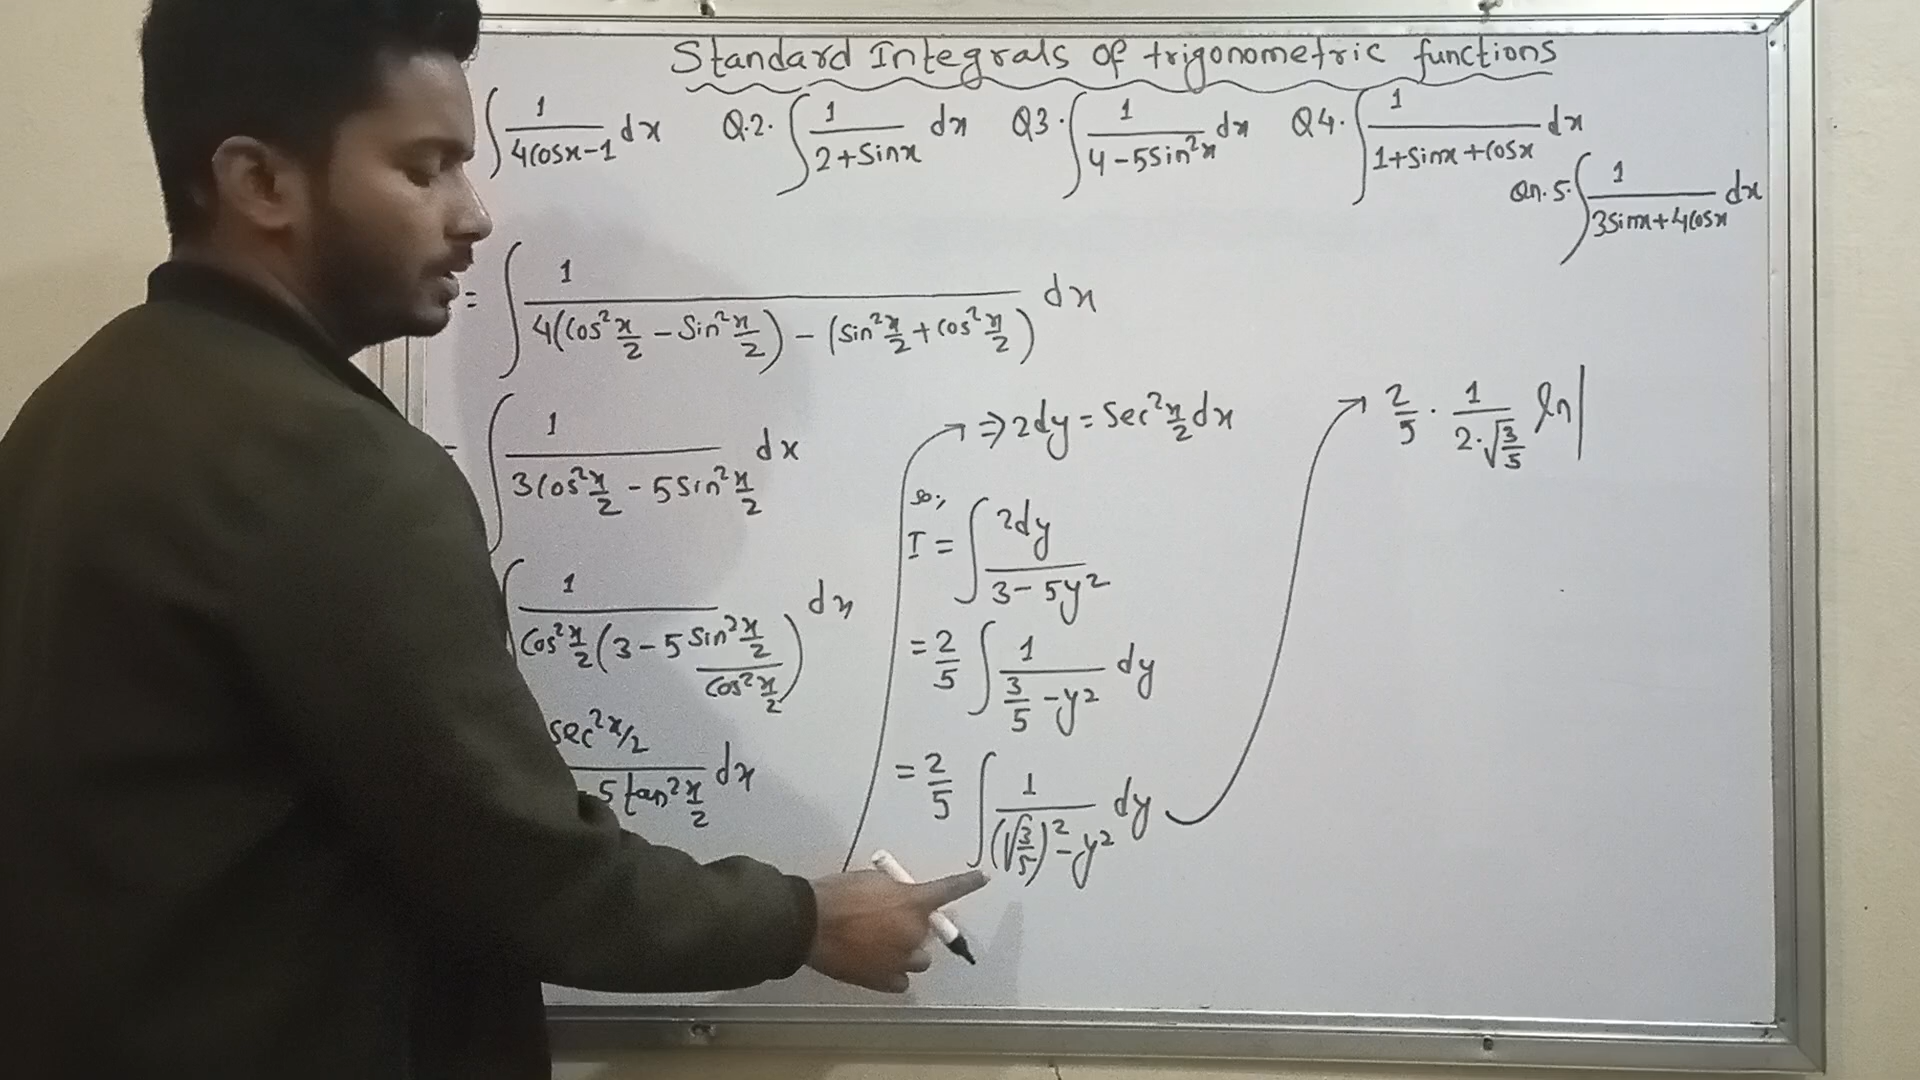 Standard Integrals of trigonometric functions
∫ 1/(4cosx-1) dx Q.2. ∫ 1/(2+sinx) dx Q3. ∫ 1/(4-5sin²x) dx Q4. ∫ 1/(1+sinx+cosx) dx
Qn.5. ∫ 1/(3sinx+4cosx) dx
= ∫ 1/(4(cos²x/2 - sin²x/2) - (sin²x/2 + cos²x/2)) dx
= ∫ 1/(3cos²x/2 - 5sin²x/2) dx
∫ 1/(cos²x/2 (3 - 5 sin²x/2 / cos²x/2)) dx
sec²x/2 / 5tan²x/2 dx
⇒ 2dy = sec²x/2 dx
so,
I = ∫ 2dy/(3-5y²)
= 2/5 ∫ 1/(3/5 - y²) dy
= 2/5 ∫ 1/((√3/5)² - y²) dy
2/5 · 1/(2·√3/5) ln|